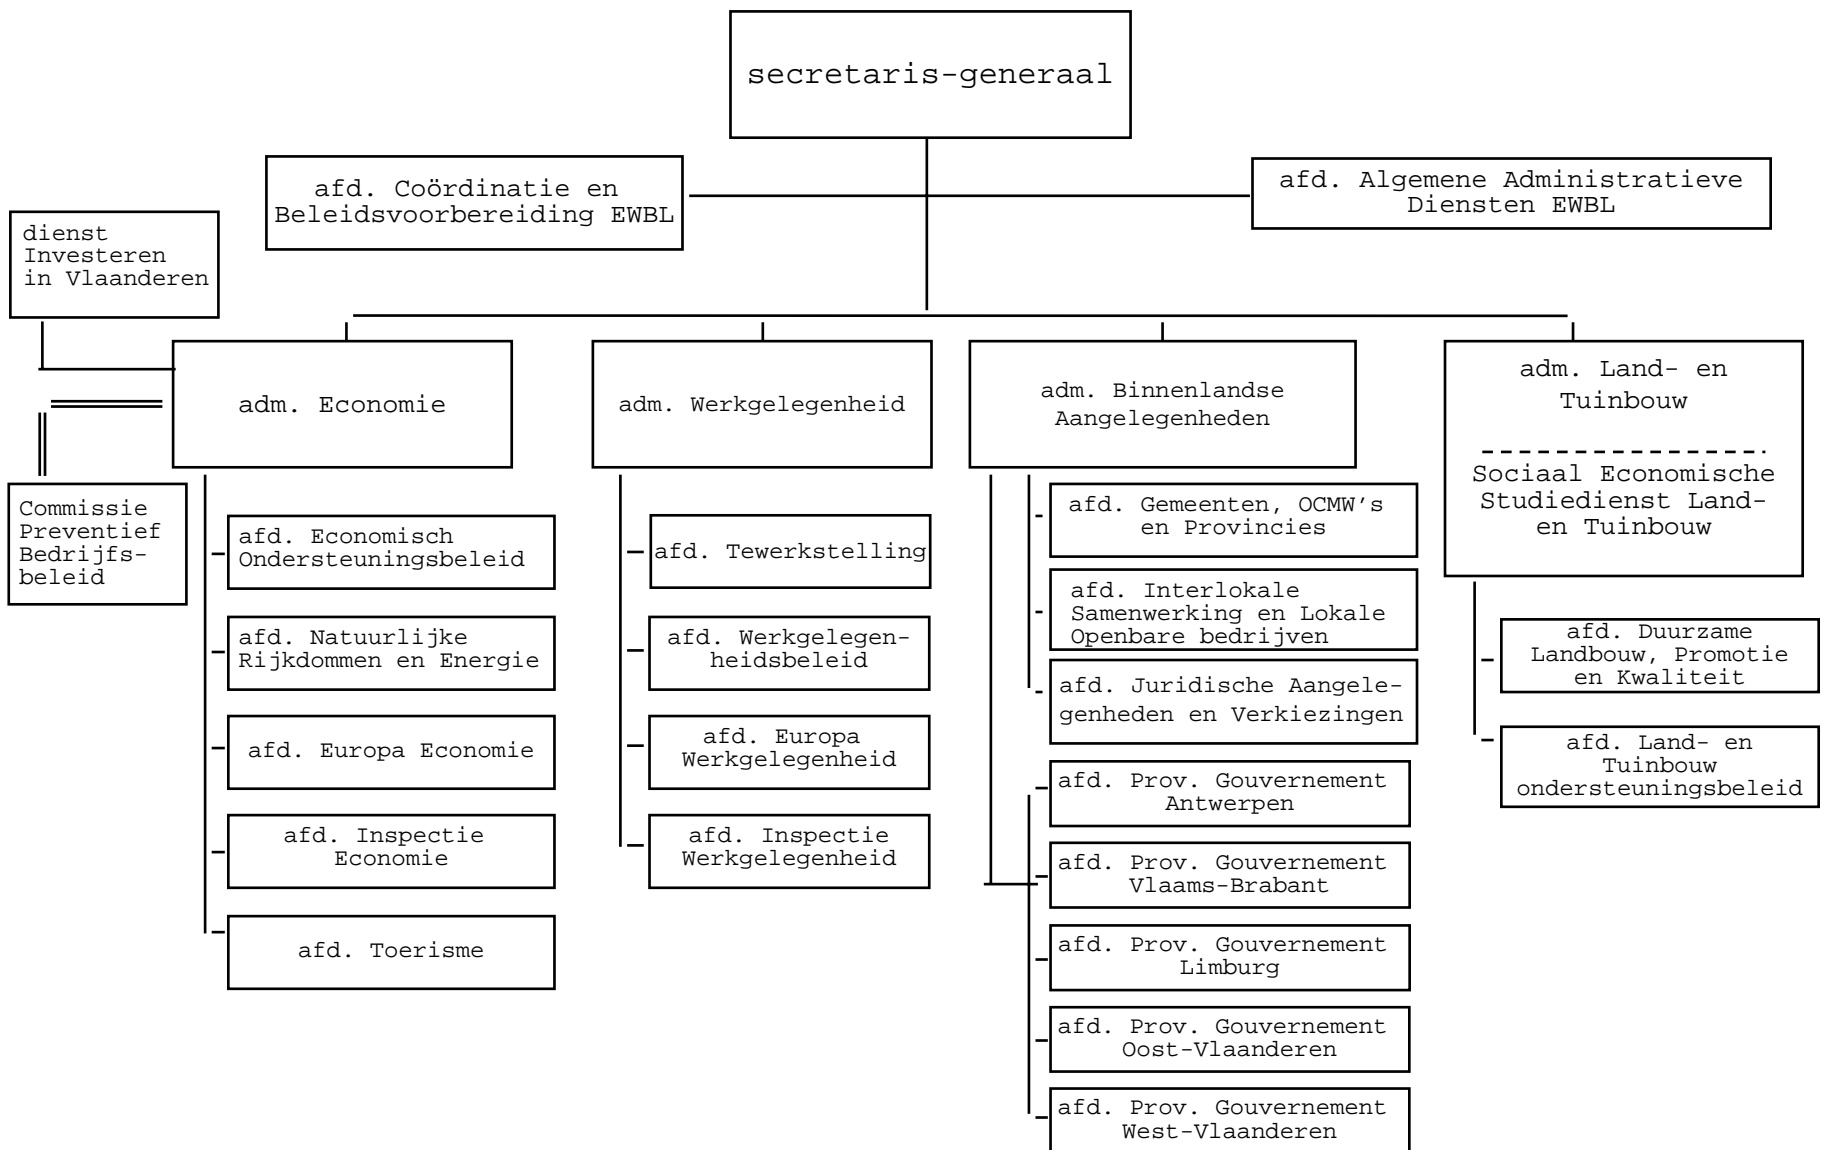 secretaris-generaal
afd. Coördinatie en
Beleidsvoorbereiding EWBL
afd. Algemene Administratieve
Diensten EWBL
dienst
Investeren
in Vlaanderen
adm. Economie
adm. Werkgelegenheid
adm. Binnenlandse
Aangelegenheden
adm. Land- en
Tuinbouw
Sociaal Economische
Studiedienst Land-
en Tuinbouw
Commissie
Preventief
Bedrijfs-
beleid
afd. Economisch
Ondersteuningsbeleid
afd. Natuurlijke
Rijkdommen en Energie
afd. Europa Economie
afd. Inspectie
Economie
afd. Toerisme
afd. Tewerkstelling
afd. Werkgelegen-
heidsbeleid
afd. Europa
Werkgelegenheid
afd. Inspectie
Werkgelegenheid
afd. Gemeenten, OCMW's
en Provincies
afd. Interlokale
Samenwerking en Lokale
Openbare bedrijven
afd. Juridische Aangele-
genheden en Verkiezingen
afd. Prov. Gouvernement
Antwerpen
afd. Prov. Gouvernement
Vlaams-Brabant
afd. Prov. Gouvernement
Limburg
afd. Prov. Gouvernement
Oost-Vlaanderen
afd. Prov. Gouvernement
West-Vlaanderen
afd. Duurzame
Landbouw, Promotie
en Kwaliteit
afd. Land- en
Tuinbouw
ondersteuningsbeleid